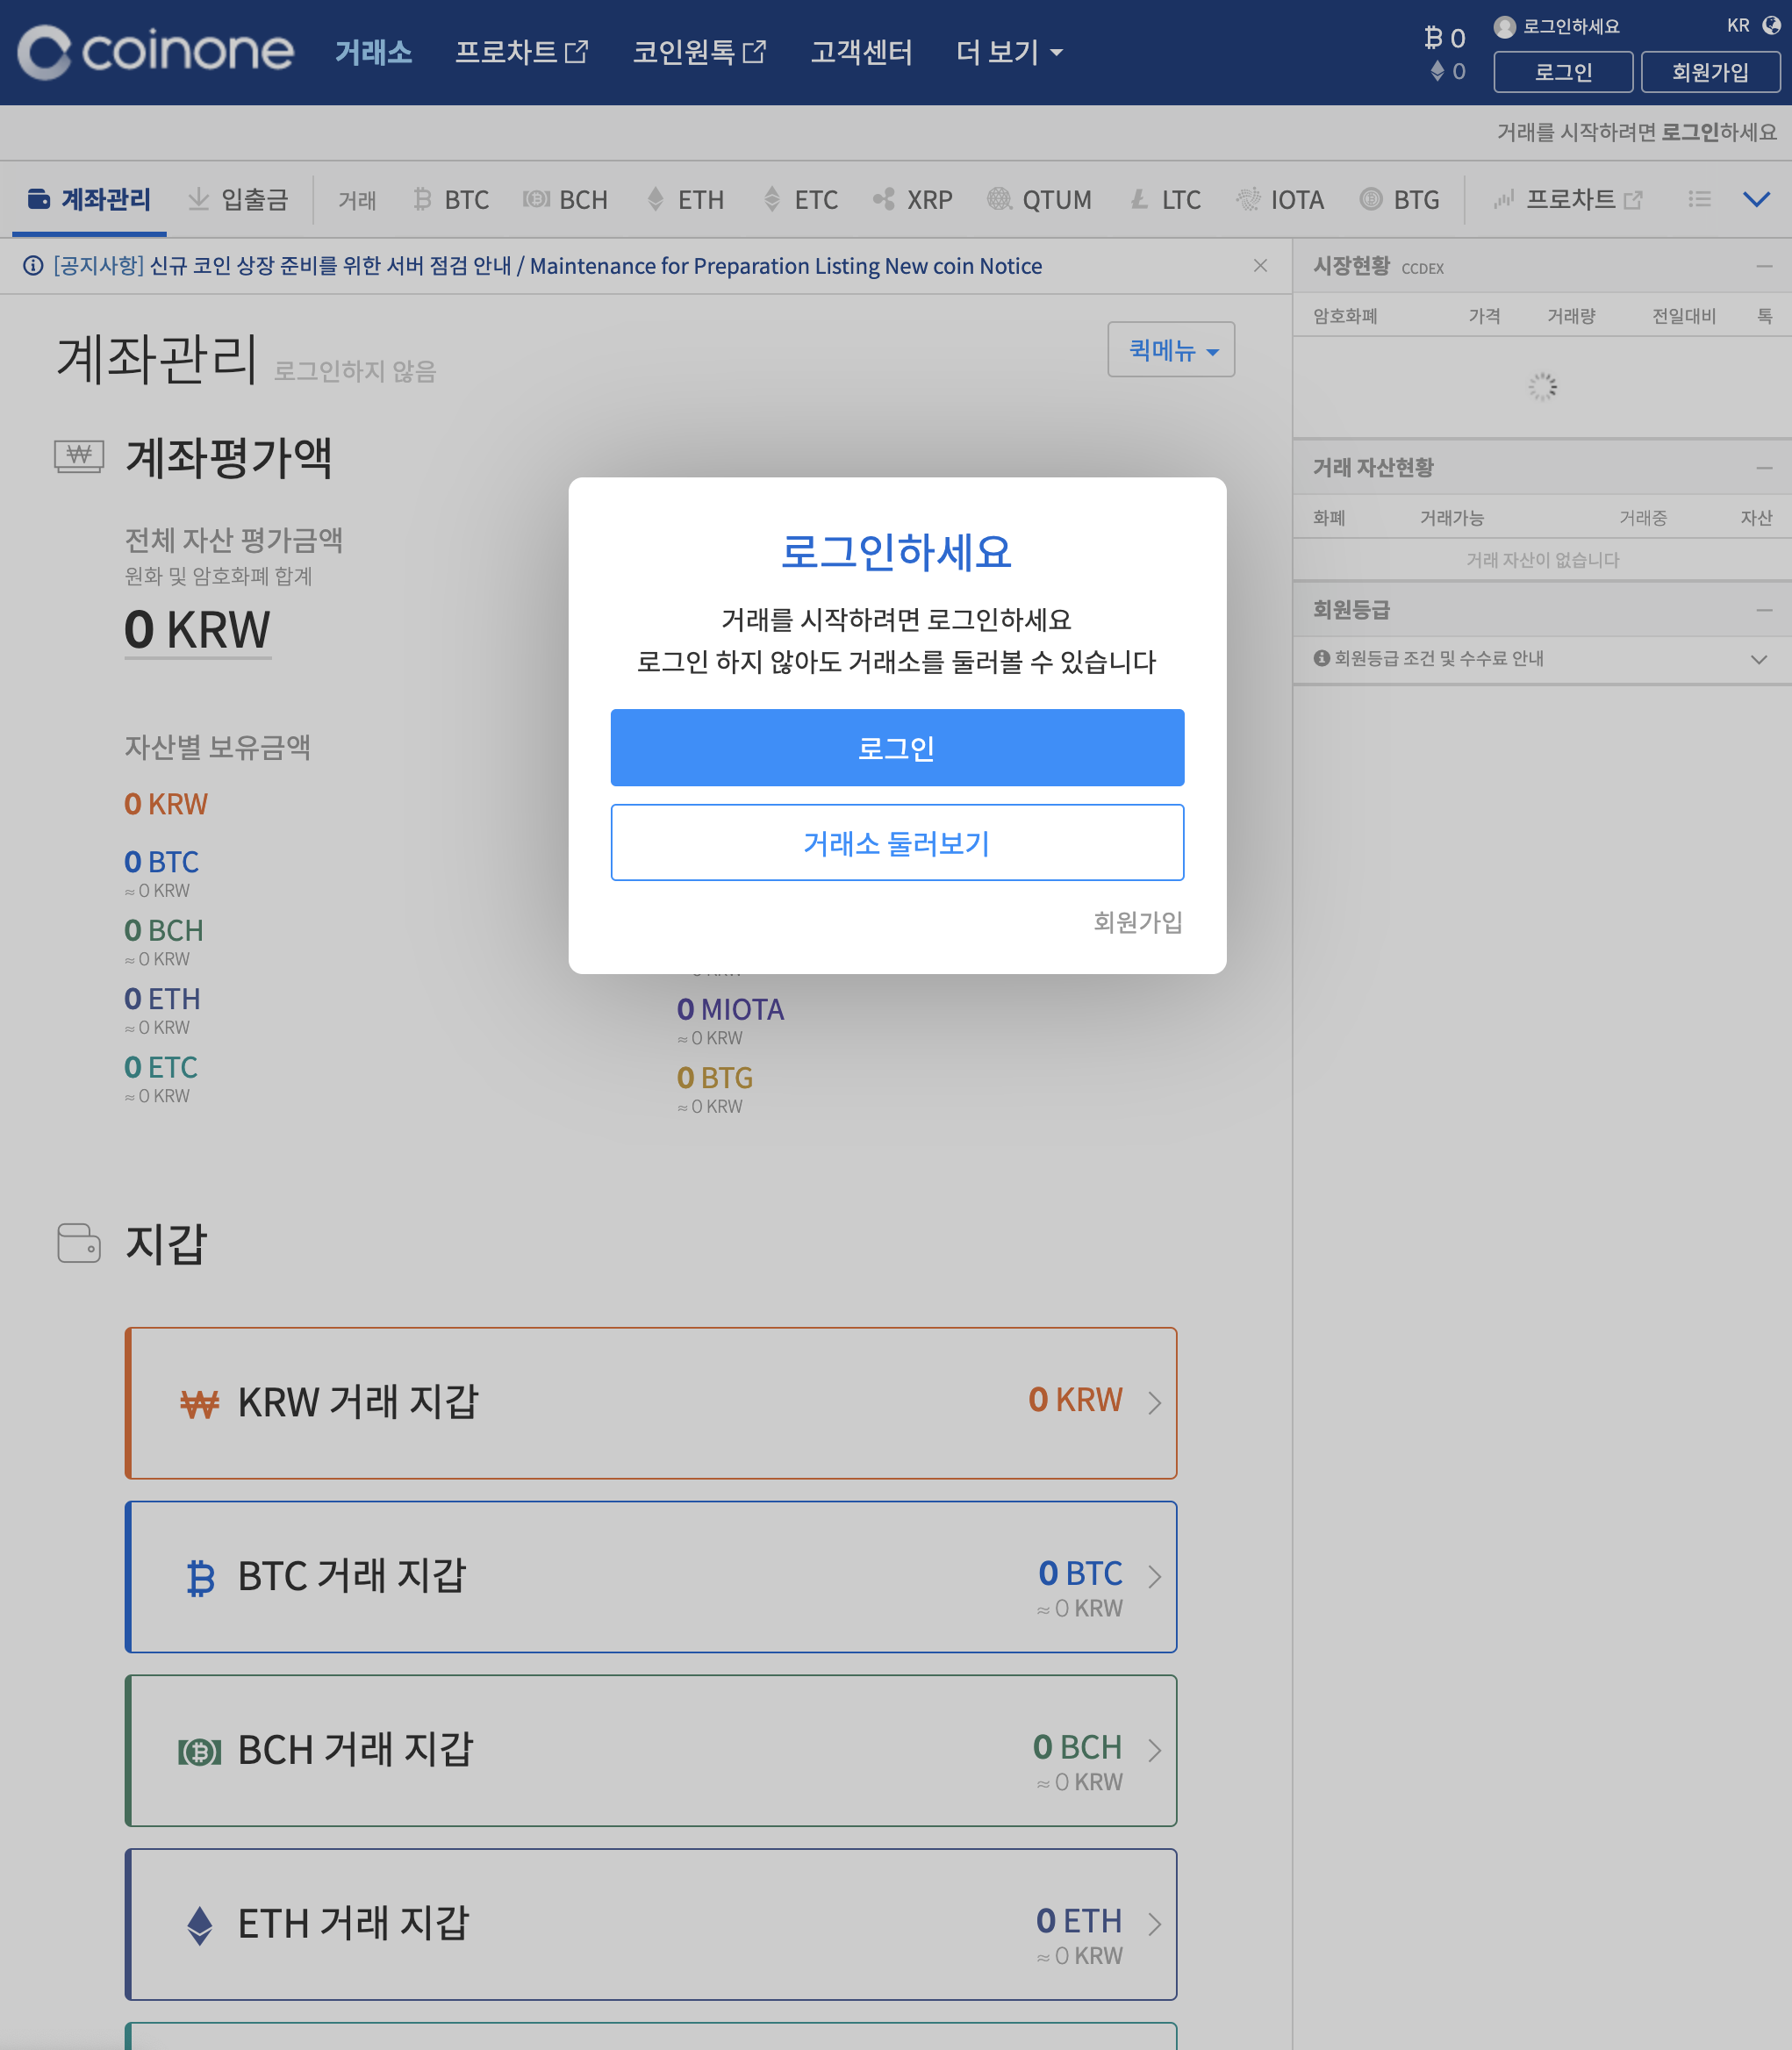 coinone 거래소 프로차트 코인원톡 고객센터 더 보기
0
0
로그인하세요 KR
로그인 회원가입
거래를 시작하려면 로그인하세요
계좌관리 입출금 거래 BTC BCH ETH ETC XRP QTUM LTC IOTA BTG 프로차트
[공지사항] 신규 코인 상장 준비를 위한 서버 점검 안내 / Maintenance for Preparation Listing New coin Notice
계좌관리 로그인하지 않음
퀵메뉴
계좌평가액
전체 자산 평가금액
원화 및 암호화폐 합계
0 KRW
자산별 보유금액
0 KRW
0 BTC
≈ 0 KRW
0 BCH
≈ 0 KRW
0 ETH
≈ 0 KRW
0 ETC
≈ 0 KRW
0 MIOTA
≈ 0 KRW
0 BTG
≈ 0 KRW
로그인하세요
거래를 시작하려면 로그인하세요
로그인 하지 않아도 거래소를 둘러볼 수 있습니다
로그인
거래소 둘러보기
회원가입
지갑
KRW 거래 지갑 0 KRW
BTC 거래 지갑 0 BTC
≈ 0 KRW
BCH 거래 지갑 0 BCH
≈ 0 KRW
ETH 거래 지갑 0 ETH
≈ 0 KRW
시장현황 CCDEX
암호화폐 가격 거래량 전일대비 톡
거래 자산현황
화폐 거래가능 거래중 자산
거래 자산이 없습니다
회원등급
회원등급 조건 및 수수료 안내